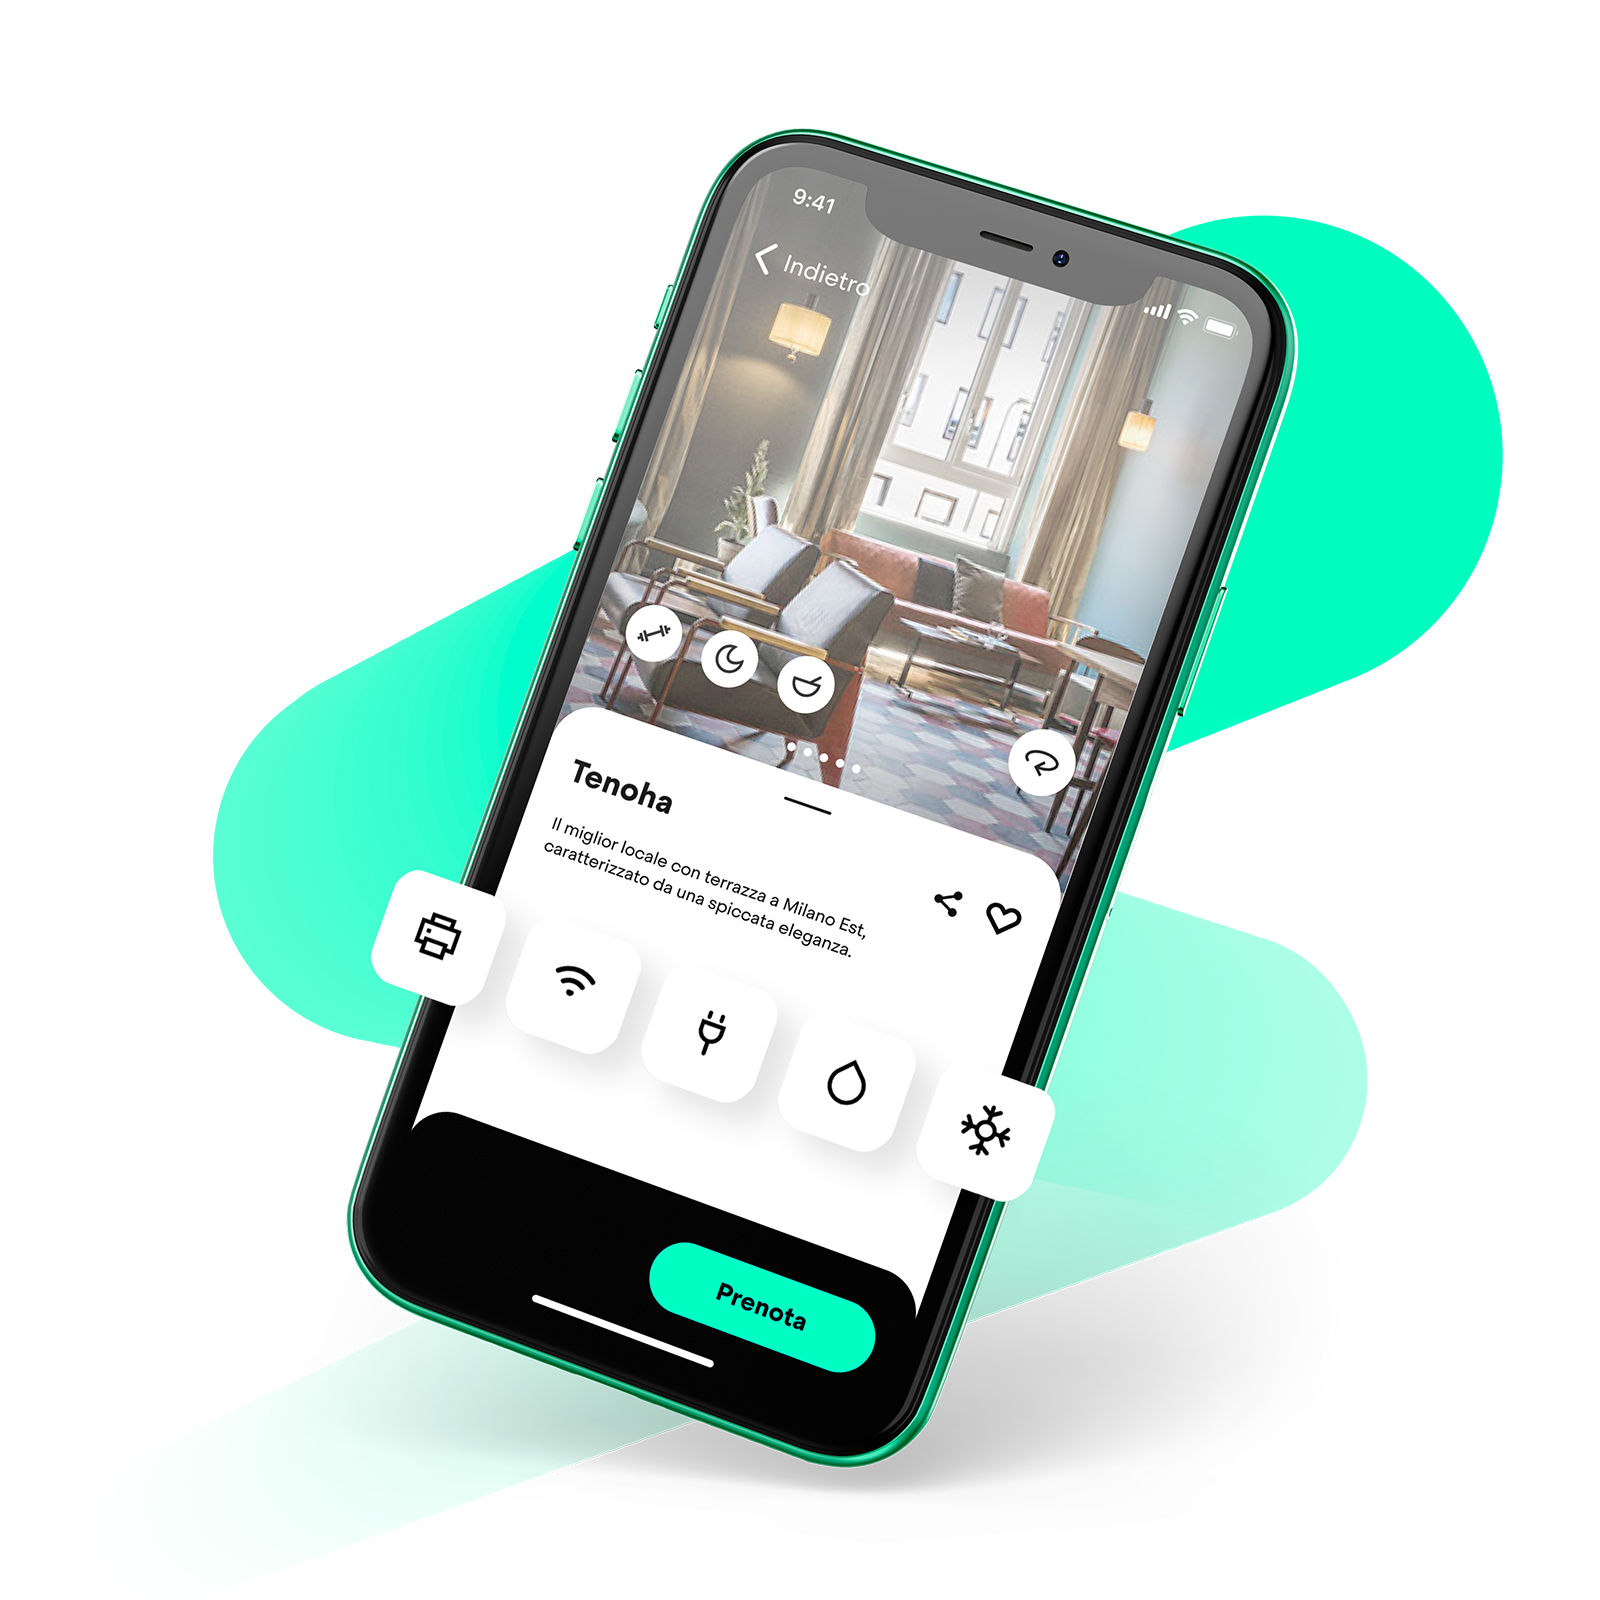 9:41
Indietro
Tenoha
Il miglior locale con terrazza a Milano Est,
caratterizzato da una spiccata eleganza.
Prenota